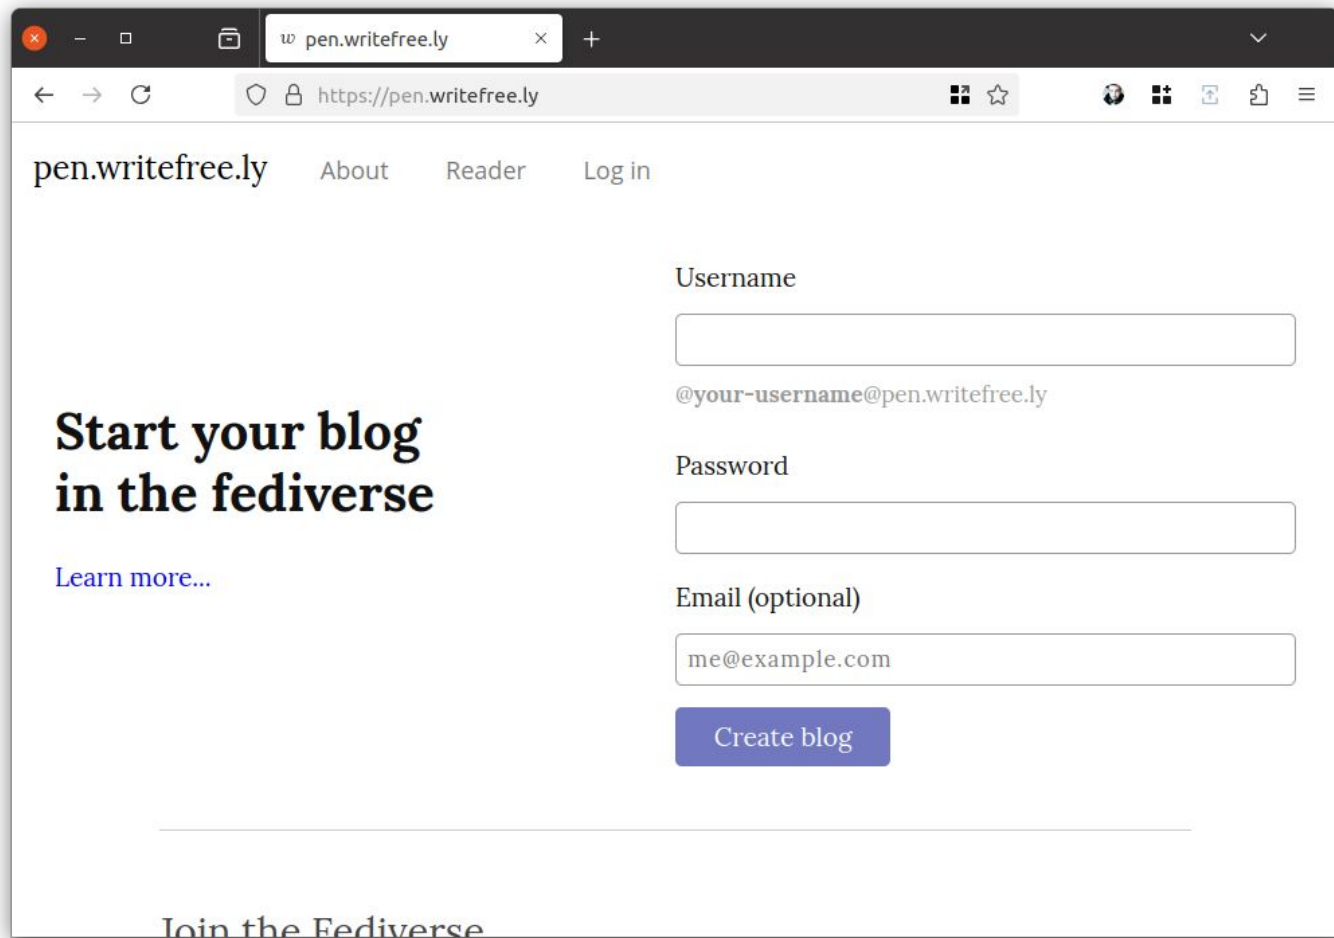 w pen.writefree.ly
https://pen.writefree.ly
pen.writefree.ly About Reader Log in
Username
@your-username@pen.writefree.ly
Start your blog
in the fediverse
Learn more...
Password
Email (optional)
me@example.com
Create blog
Join the Fediverse